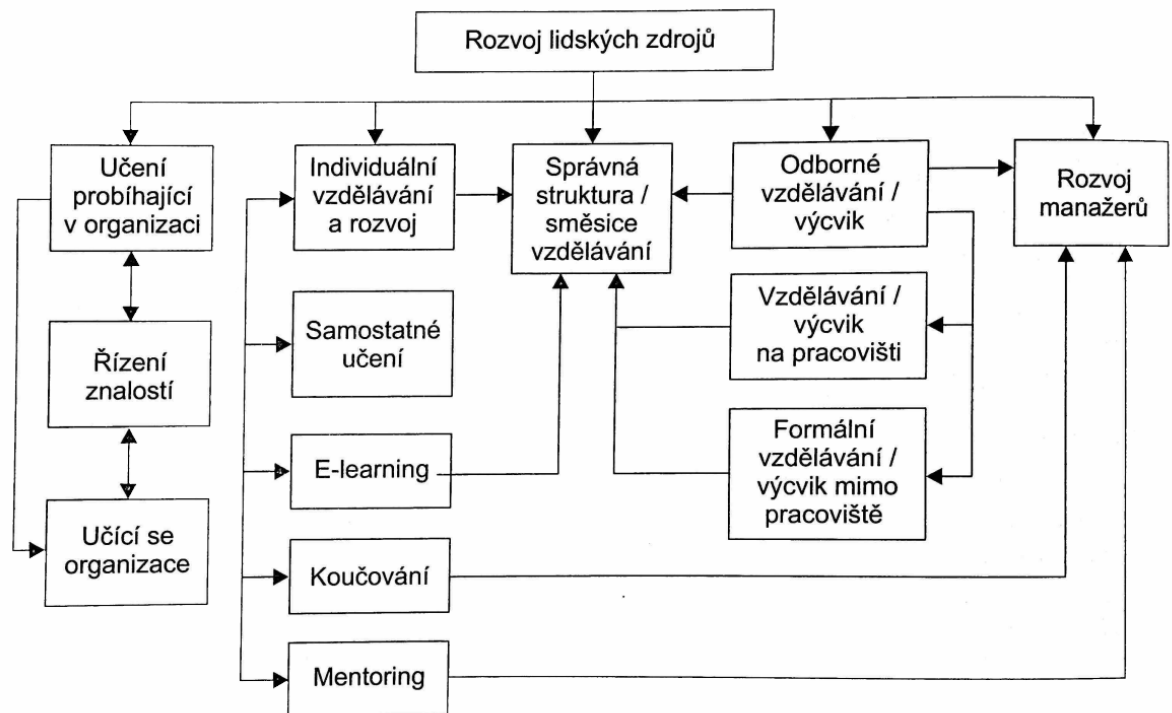 Rozvoj lidských zdrojů
Učení
probíhající
v organizaci
Individuální
vzdělávání
a rozvoj
Správná
struktura /
směsice
vzdělávání
Odborné
vzdělávání /
výcvik
Rozvoj
manažerů
Řízení
znalostí
Samostatné
učení
Vzdělávání /
výcvik
na pracovišti
E-learning
Formální
vzdělávání /
výcvik mimo
pracoviště
Učící se
organizace
Koučování
Mentoring